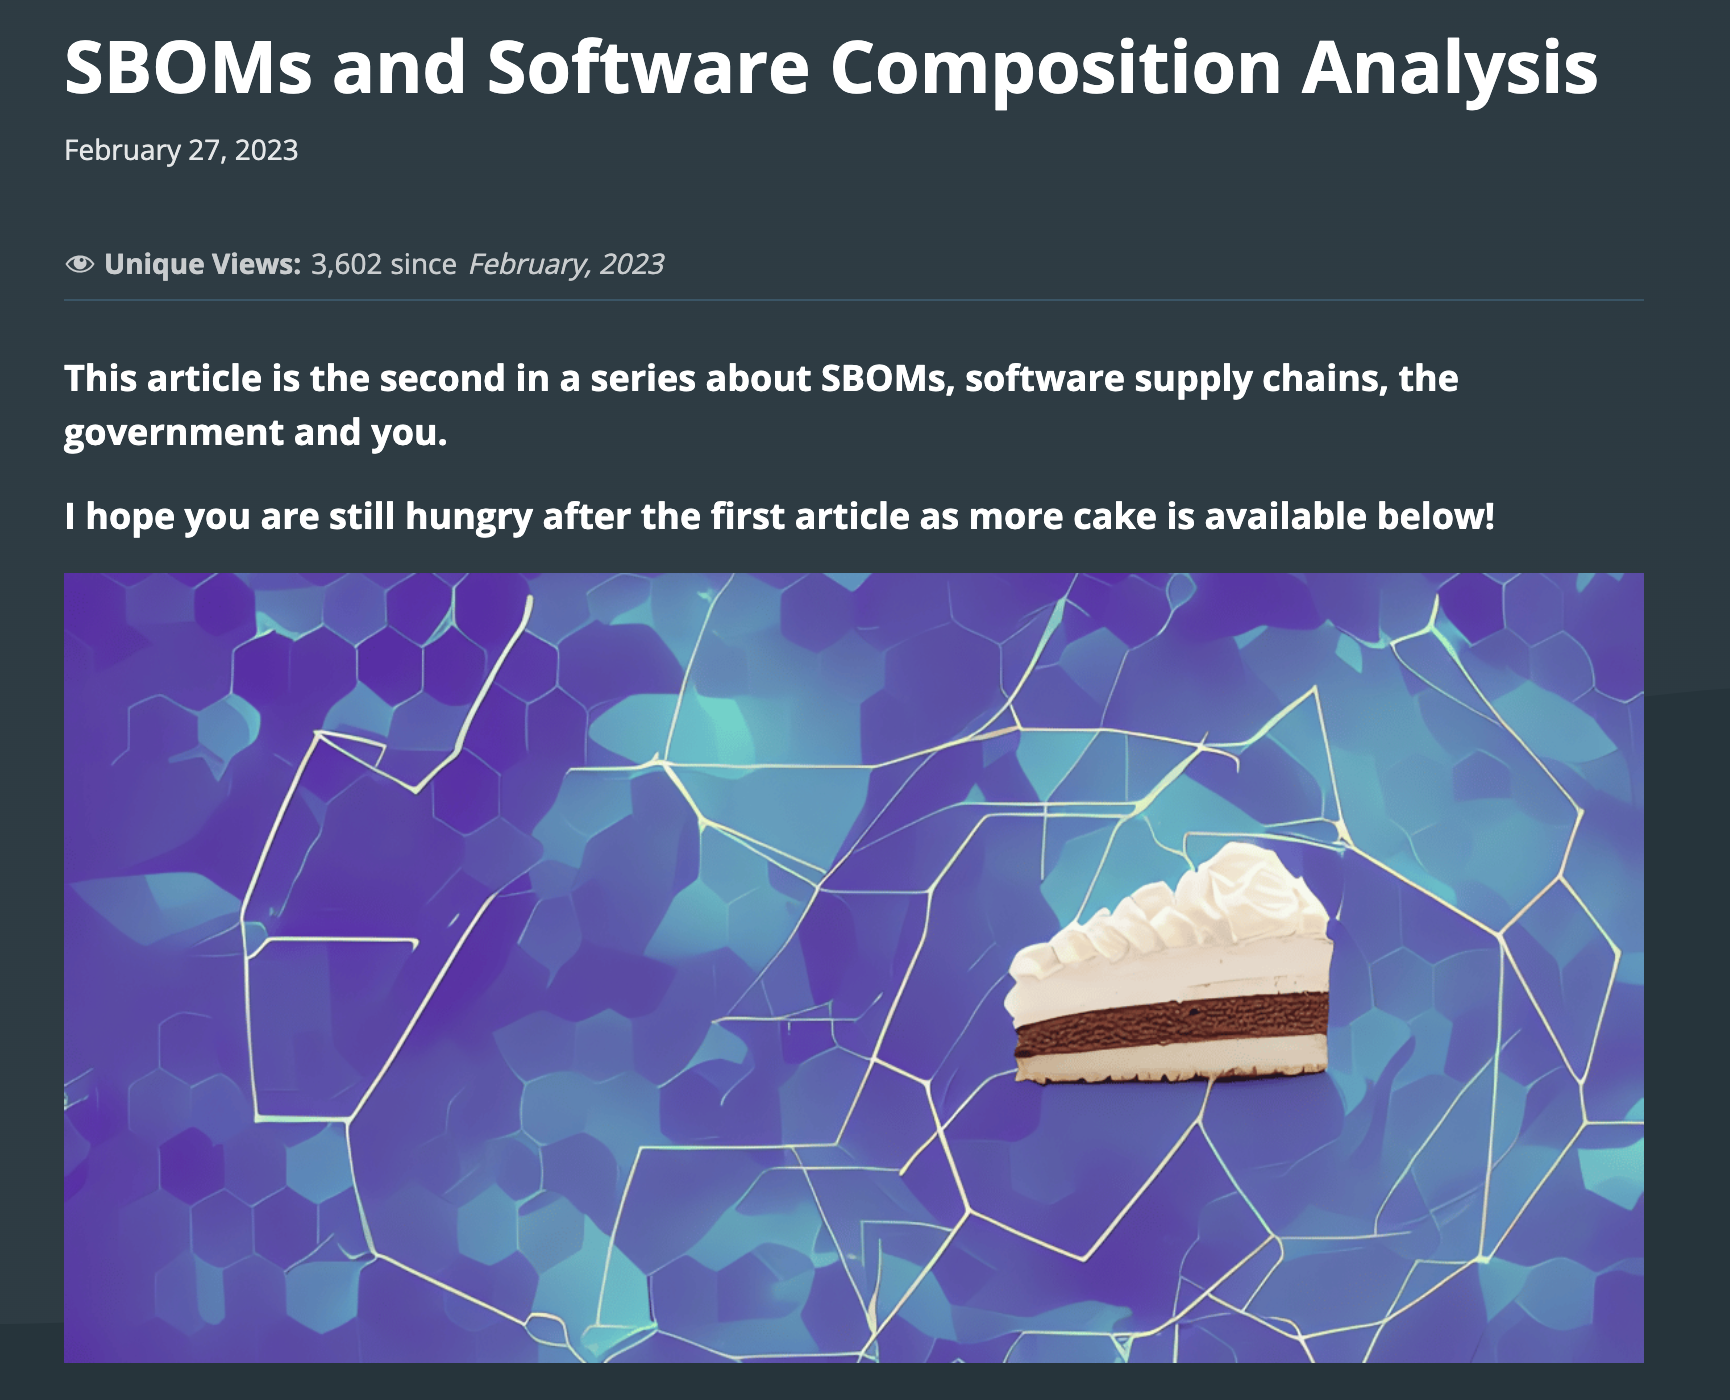 SBOMs and Software Composition Analysis
February 27, 2023
Unique Views: 3,602 since February, 2023
This article is the second in a series about SBOMs, software supply chains, the
government and you.
I hope you are still hungry after the first article as more cake is available below!